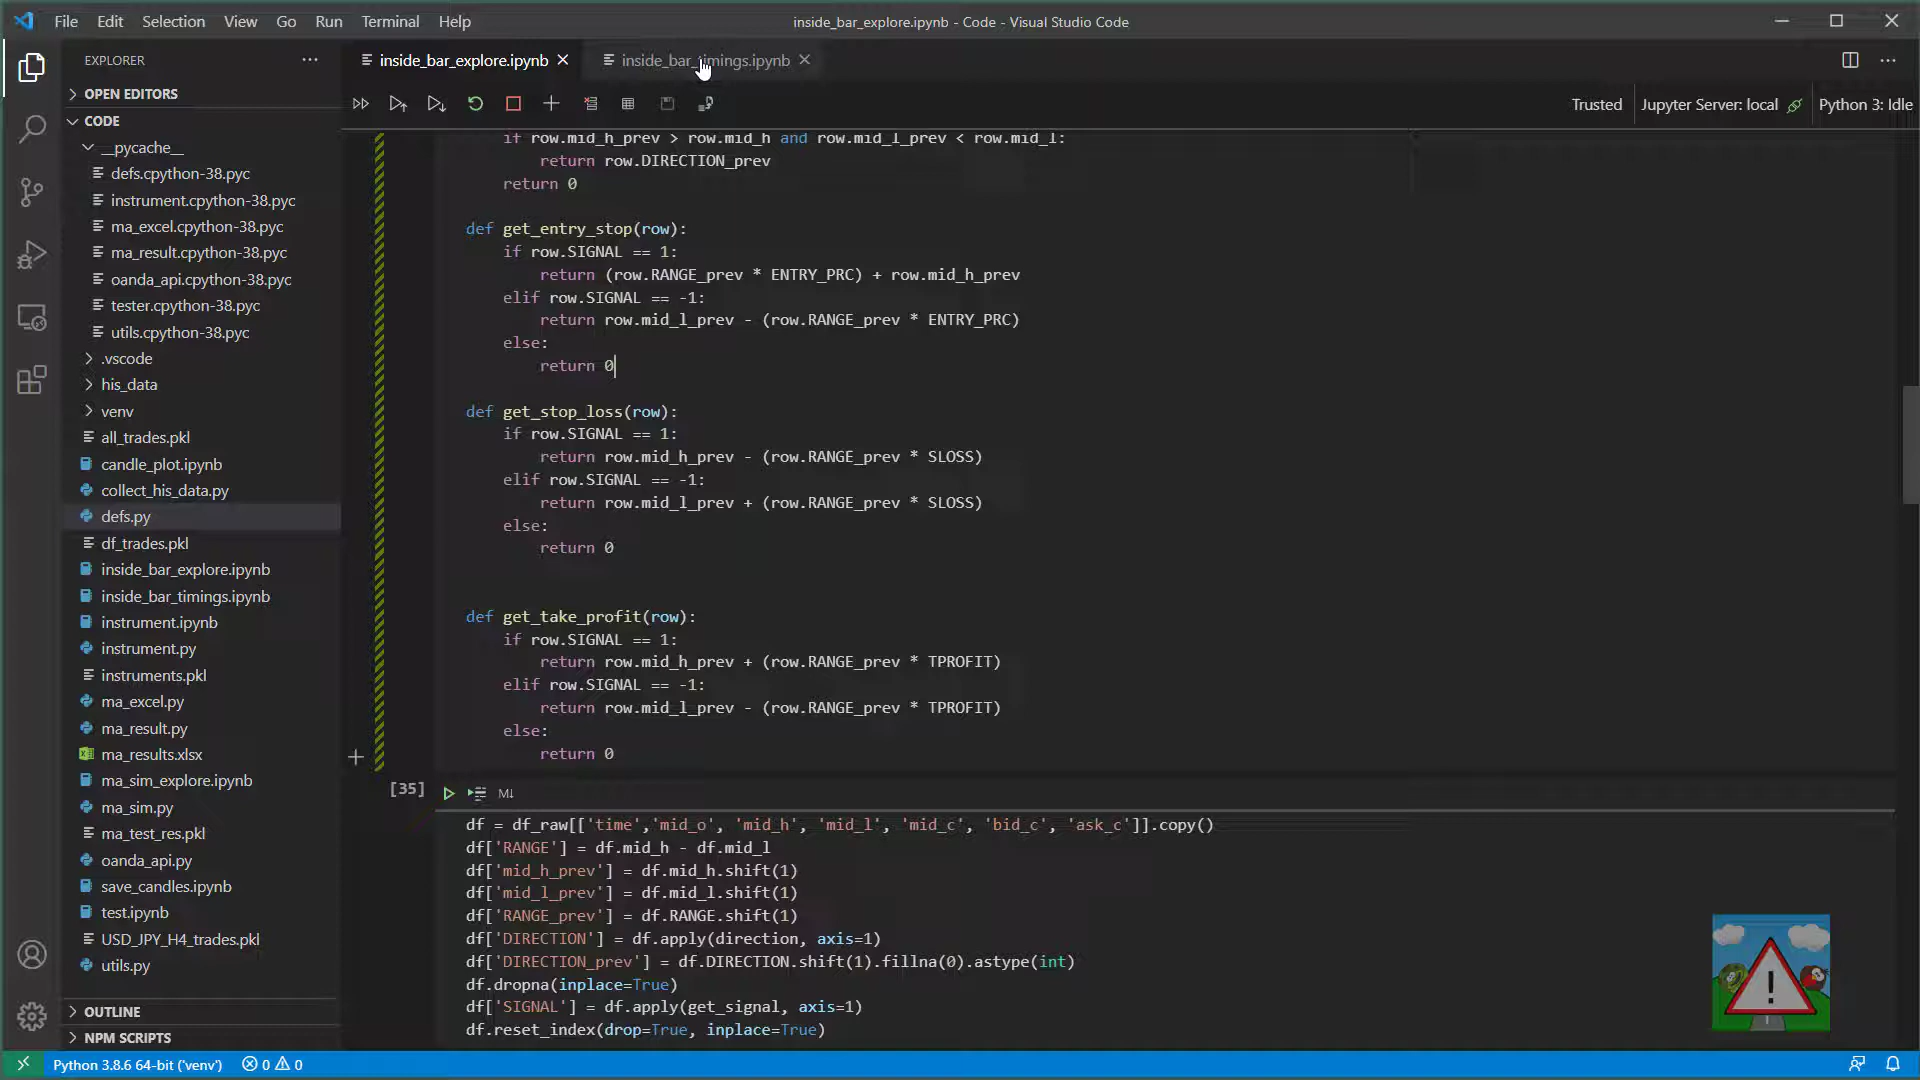 File Edit Selection View Go Run Terminal Help
inside_bar_explore.ipynb - Code - Visual Studio Code
EXPLORER
inside_bar_explore.ipynb
inside_bar_timings.ipynb
OPEN EDITORS
Trusted
Jupyter Server: local
Python 3: Idle
CODE
__pycache__
defs.cpython-38.pyc
instrument.cpython-38.pyc
ma_excel.cpython-38.pyc
ma_result.cpython-38.pyc
oanda_api.cpython-38.pyc
tester.cpython-38.pyc
utils.cpython-38.pyc
.vscode
his_data
venv
all_trades.pkl
candle_plot.ipynb
collect_his_data.py
defs.py
df_trades.pkl
inside_bar_explore.ipynb
inside_bar_timings.ipynb
instrument.ipynb
instrument.py
instruments.pkl
ma_excel.py
ma_result.py
ma_results.xlsx
ma_sim_explore.ipynb
ma_sim.py
ma_test_res.pkl
oanda_api.py
save_candles.ipynb
test.ipynb
USD_JPY_H4_trades.pkl
utils.py
OUTLINE
NPM SCRIPTS
if row.mid_h_prev > row.mid_h and row.mid_l_prev < row.mid_l:
return row.DIRECTION_prev
return 0
def get_entry_stop(row):
if row.SIGNAL == 1:
return (row.RANGE_prev * ENTRY_PRC) + row.mid_h_prev
elif row.SIGNAL == -1:
return row.mid_l_prev - (row.RANGE_prev * ENTRY_PRC)
else:
return 0
def get_stop_loss(row):
if row.SIGNAL == 1:
return row.mid_h_prev - (row.RANGE_prev * SLOSS)
elif row.SIGNAL == -1:
return row.mid_l_prev + (row.RANGE_prev * SLOSS)
else:
return 0
def get_take_profit(row):
if row.SIGNAL == 1:
return row.mid_h_prev + (row.RANGE_prev * TPROFIT)
elif row.SIGNAL == -1:
return row.mid_l_prev - (row.RANGE_prev * TPROFIT)
else:
return 0
[35]
M↓
df = df_raw[['time','mid_o', 'mid_h', 'mid_l', 'mid_c', 'bid_c', 'ask_c']].copy()
df['RANGE'] = df.mid_h - df.mid_l
df['mid_h_prev'] = df.mid_h.shift(1)
df['mid_l_prev'] = df.mid_l.shift(1)
df['RANGE_prev'] = df.RANGE.shift(1)
df['DIRECTION'] = df.apply(direction, axis=1)
df['DIRECTION_prev'] = df.DIRECTION.shift(1).fillna(0).astype(int)
df.dropna(inplace=True)
df['SIGNAL'] = df.apply(get_signal, axis=1)
df.reset_index(drop=True, inplace=True)
Python 3.8.6 64-bit ('venv')
0
0